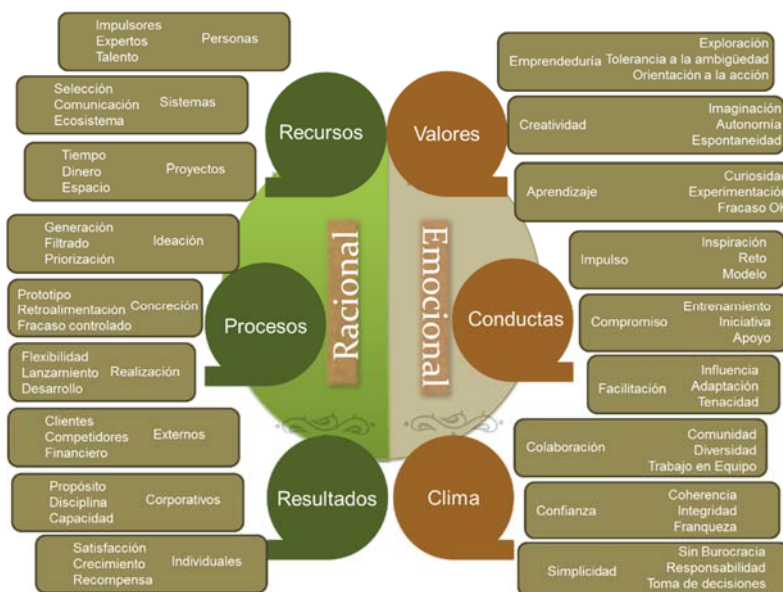 Impulsores
Expertos
Talento
Personas
Selección
Comunicación
Ecosistema
Sistemas
Tiempo
Dinero
Espacio
Proyectos
Recursos
Generación
Filtrado
Priorización
Ideación
Prototipo
Retroalimentación
Fracaso controlado
Concreción
Flexibilidad
Lanzamiento
Desarrollo
Realización
Procesos
Clientes
Competidores
Financiero
Externos
Propósito
Disciplina
Capacidad
Corporativos
Satisfacción
Crecimiento
Recompensa
Individuales
Resultados
Racional
Emocional
Valores
Emprendeduría
Exploración
Tolerancia a la ambigüedad
Orientación a la acción
Creatividad
Imaginación
Autonomía
Espontaneidad
Aprendizaje
Curiosidad
Experimentación
Fracaso OK
Conductas
Impulso
Inspiración
Reto
Modelo
Compromiso
Entrenamiento
Iniciativa
Apoyo
Facilitación
Influencia
Adaptación
Tenacidad
Clima
Colaboración
Comunidad
Diversidad
Trabajo en Equipo
Confianza
Coherencia
Integridad
Franqueza
Simplicidad
Sin Burocracia
Responsabilidad
Toma de decisiones